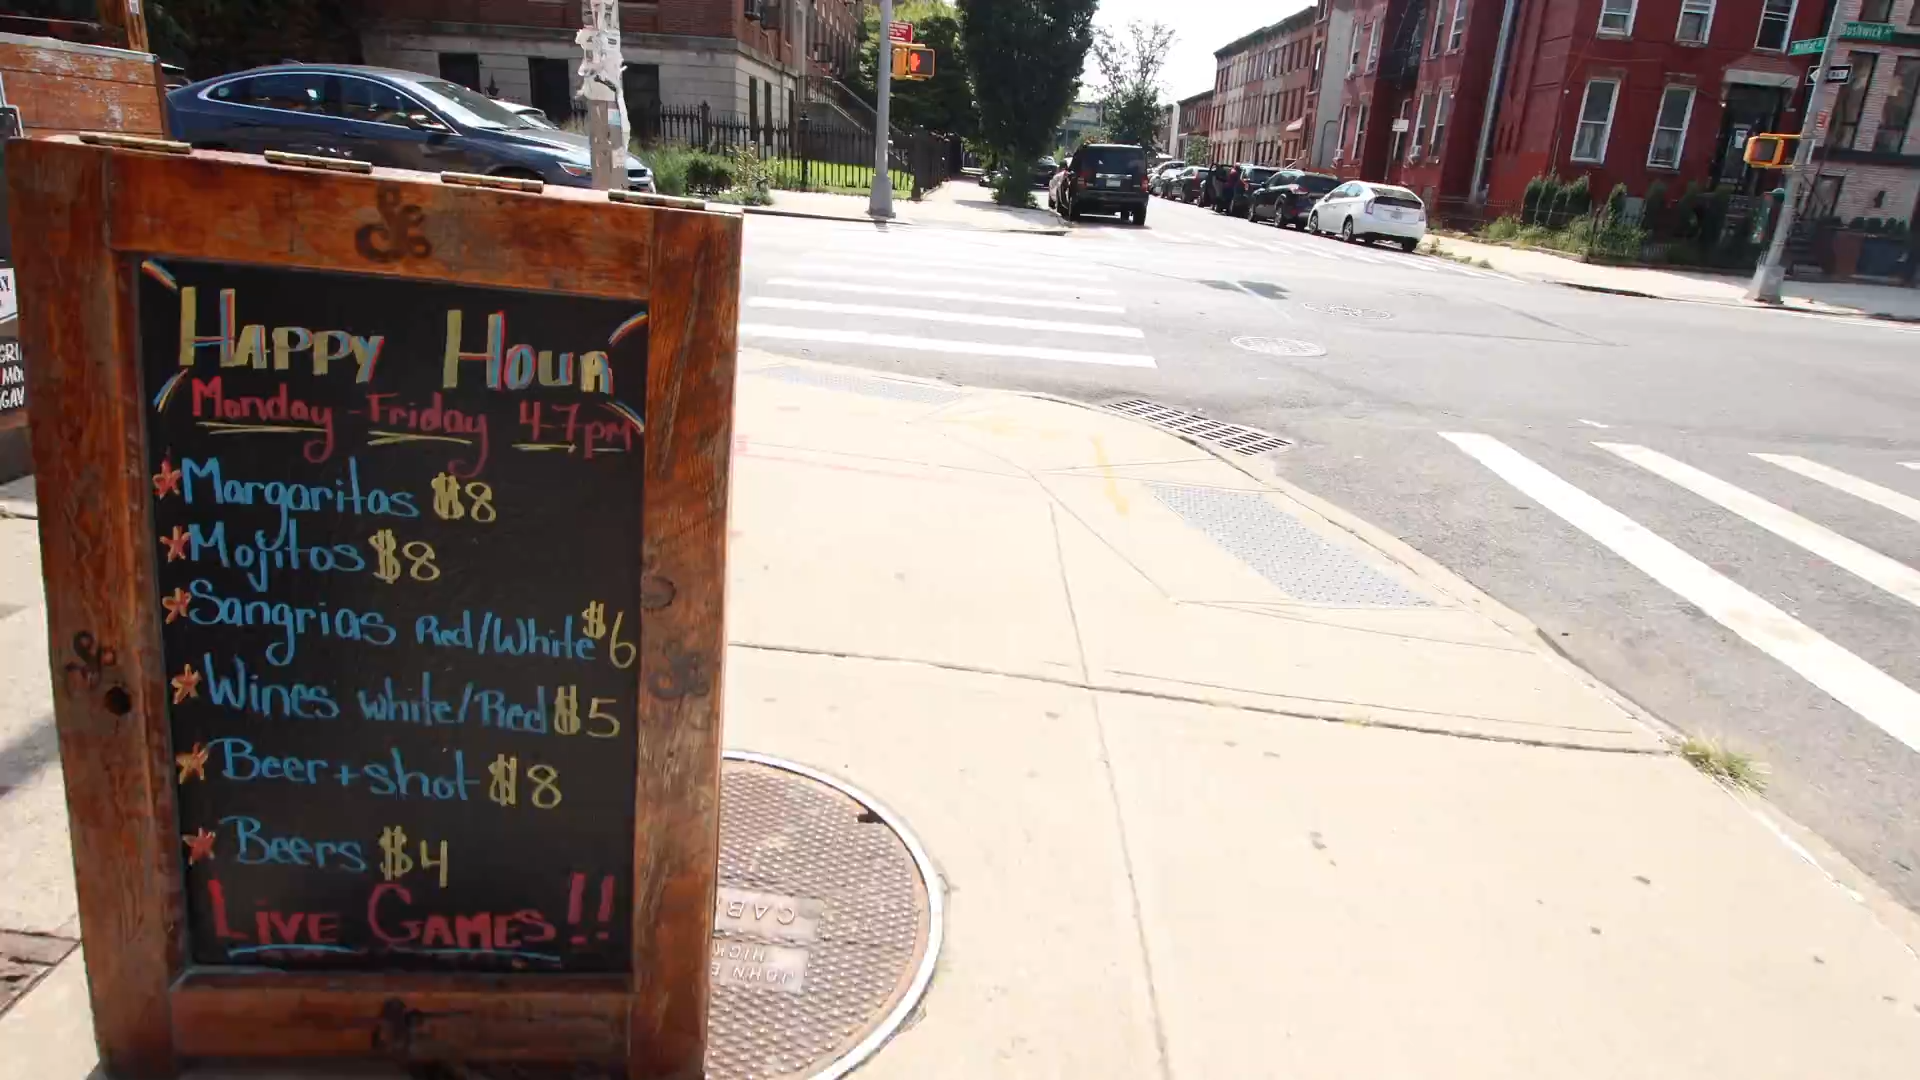 HAPPY HOUR
Monday - Friday 4-7pm
Margaritas $8
Mojitos $8
Sangrias Red/White $6
Wines white/Red $5
Beer + shot $8
Beers $4
LIVE GAMES!!
Bushwick